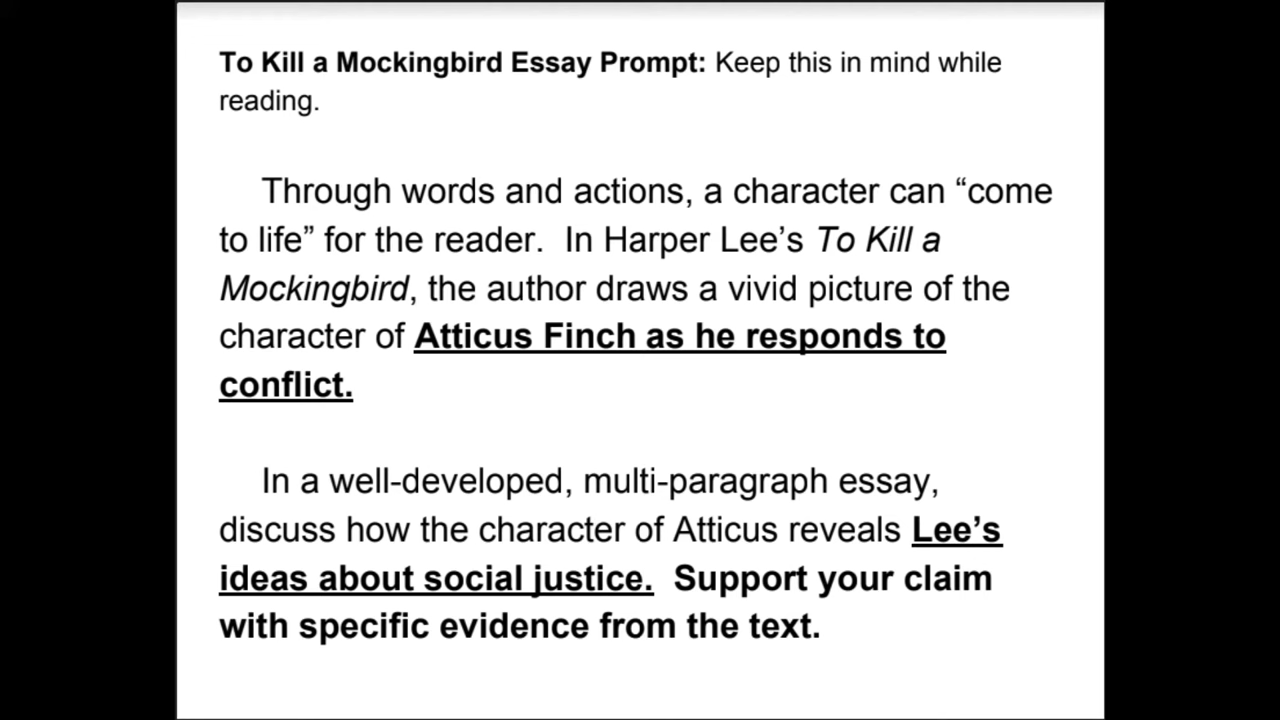 To Kill a Mockingbird Essay Prompt: Keep this in mind while
reading.
Through words and actions, a character can “come
to life” for the reader.  In Harper Lee’s To Kill a
Mockingbird, the author draws a vivid picture of the
character of Atticus Finch as he responds to
conflict.
In a well-developed, multi-paragraph essay,
discuss how the character of Atticus reveals Lee’s
ideas about social justice.  Support your claim
with specific evidence from the text.